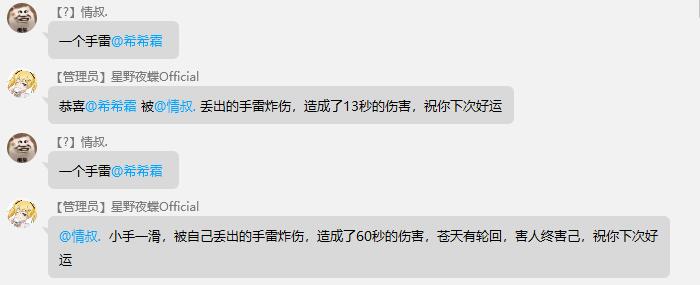 【?】情叔.
一个手雷@希希霜
【管理员】星野夜蝶Official
恭喜@希希霜 被@情叔. 丢出的手雷炸伤，造成了13秒的伤害，祝你下次好运
【?】情叔.
一个手雷@希希霜
【管理员】星野夜蝶Official
@情叔. 小手一滑，被自己丢出的手雷炸伤，造成了60秒的伤害，苍天有轮回，害人终害己，祝你下次好
运